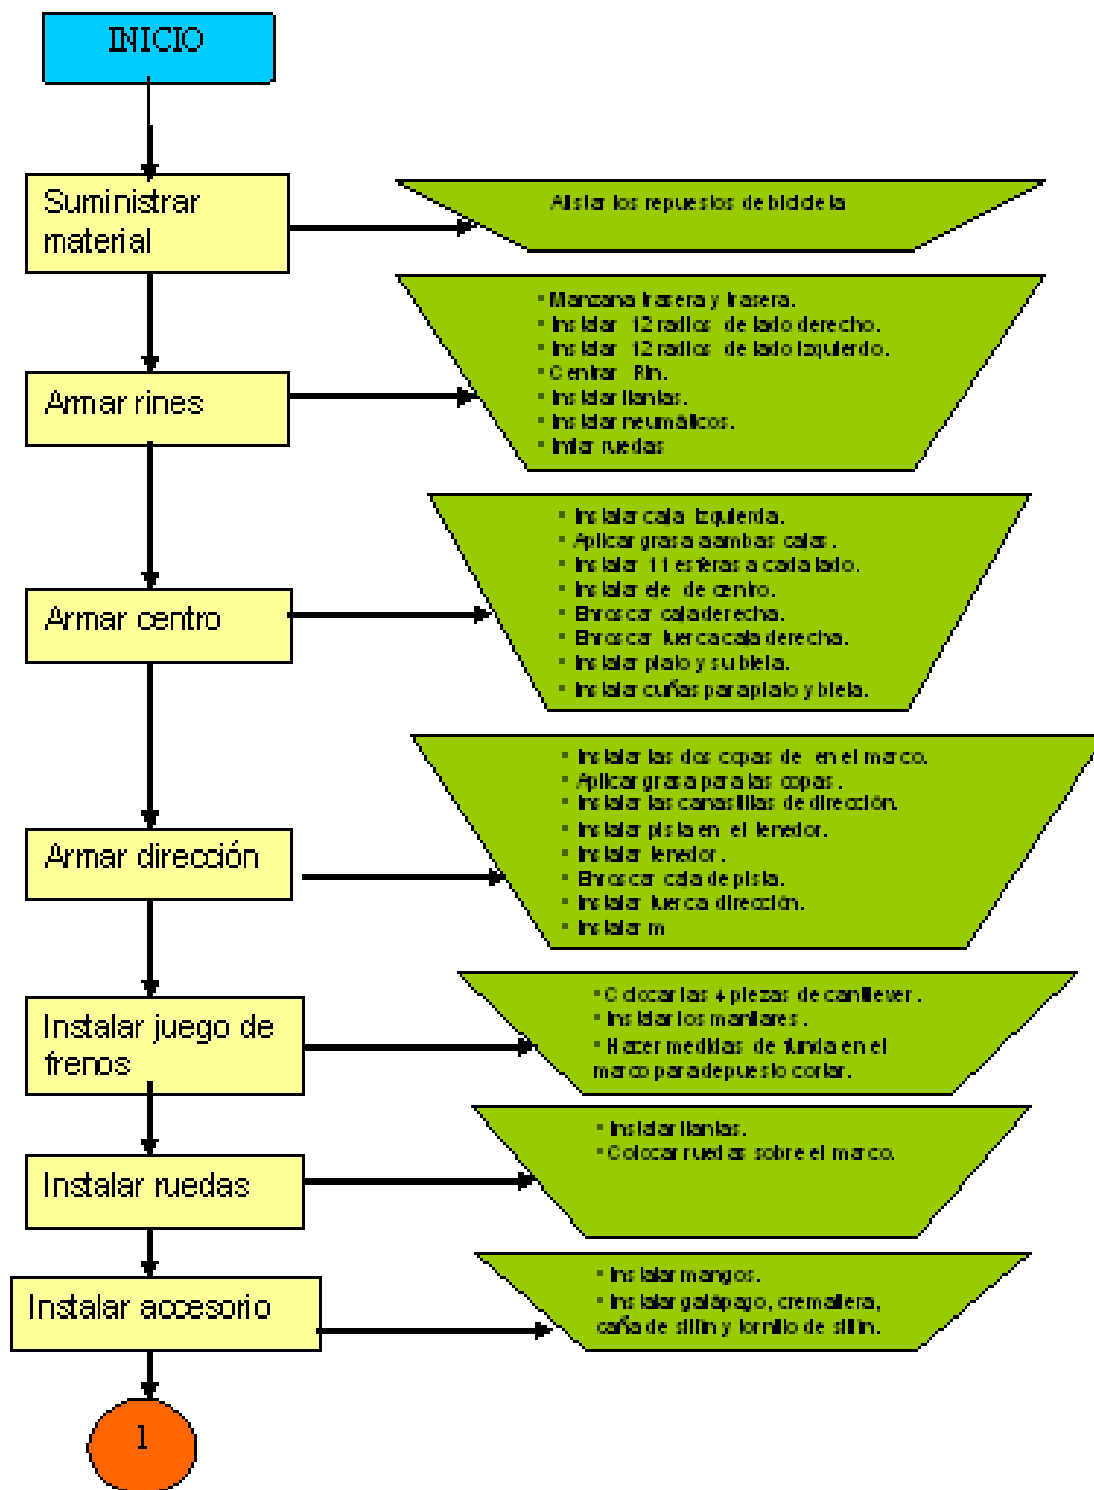 INICIO
Suministrar
material
Alistar los repuestos de bicicleta
Armar rines
▪ Manzana trasera y trasera.
▪ Instalar 12 radios de lado derecho.
▪ Instalar 12 radios de lado Izquierdo.
▪ Centrar Rin.
▪ Instalar llantas.
▪ Instalar neumáticos.
▪ Inflar ruedas
Armar centro
▪ Instalar caja Izquierda.
▪ Aplicar grasa a ambas cajas.
▪ Instalar 11 esferas a cada lado.
▪ Instalar eje de centro.
▪ Enroscar caja derecha.
▪ Enroscar tuerca caja derecha.
▪ Instalar plato y su biela.
▪ Instalar cuñas para plato y biela.
Armar dirección
▪ Instalar las dos copas de en el marco.
▪ Aplicar grasa para las copas.
▪ Instalar las canastillas de dirección.
▪ Instalar pista en el tenedor.
▪ Instalar tenedor.
▪ Enroscar caja de pista.
▪ Instalar tuerca dirección.
▪ Instalar m
Instalar juego de
frenos
▪ Colocar las 4 piezas de cantilever.
▪ Instalar los manilares.
▪ Hacer medidas de funda en el
marco para depuesto cortar.
Instalar ruedas
▪ Instalar llantas.
▪ Colocar ruedas sobre el marco.
Instalar accesorio
▪ Instalar mangos.
▪ Instalar galápago, cremallera,
caña de sillín y tornillo de sillín.
1